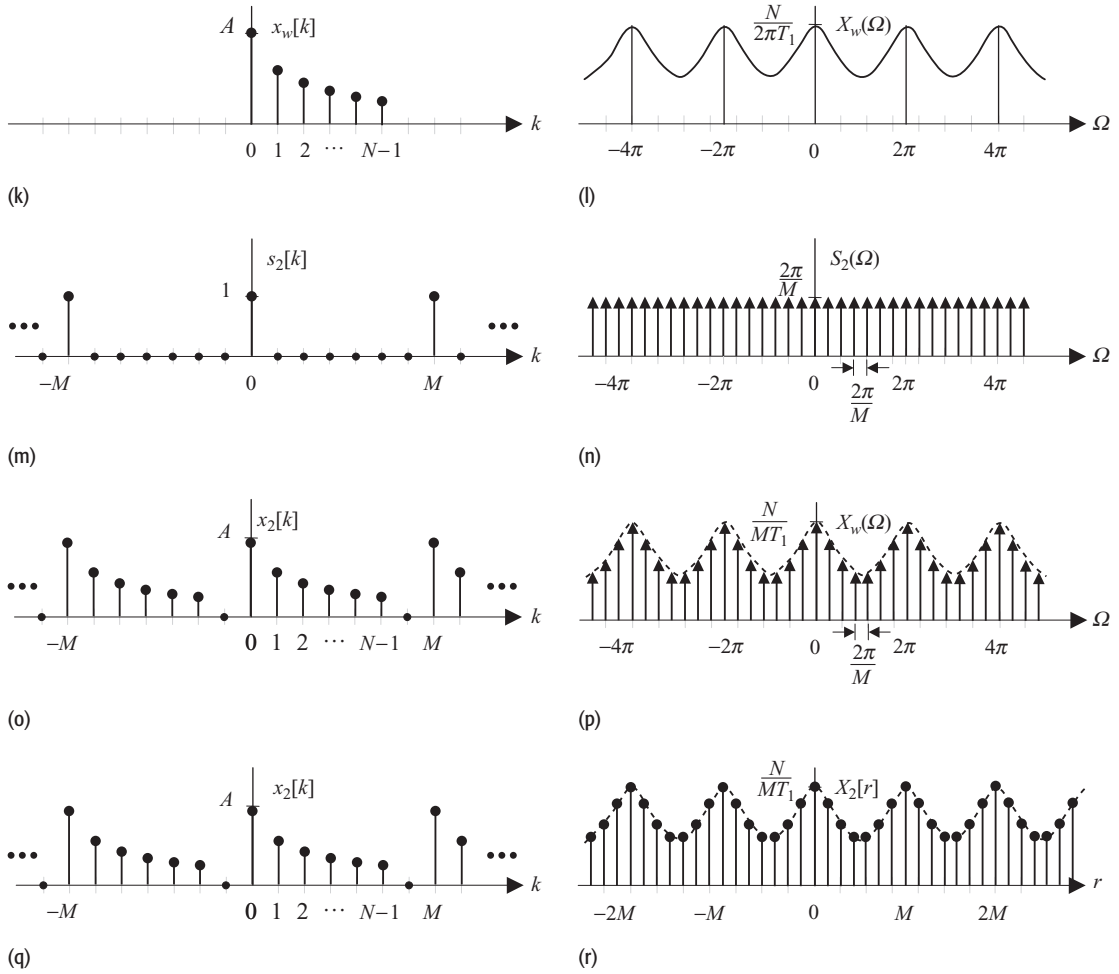 A x_w[k]
k
0 1 2 ··· N−1
(k)
N/2πT_1 X_w(Ω)
Ω
−4π −2π 0 2π 4π
(l)
s_2[k]
1
k
−M 0 M
(m)
2π/M S_2(Ω)
Ω
−4π −2π 0 2π 4π
2π/M
(n)
A x_2[k]
k
−M 0 1 2 ··· N−1 M
(o)
N/MT_1 X_w(Ω)
Ω
−4π −2π 0 2π 4π
2π/M
(p)
A x_2[k]
k
−M 0 1 2 ··· N−1 M
(q)
N/MT_1 X_2[r]
r
−2M −M 0 M 2M
(r)